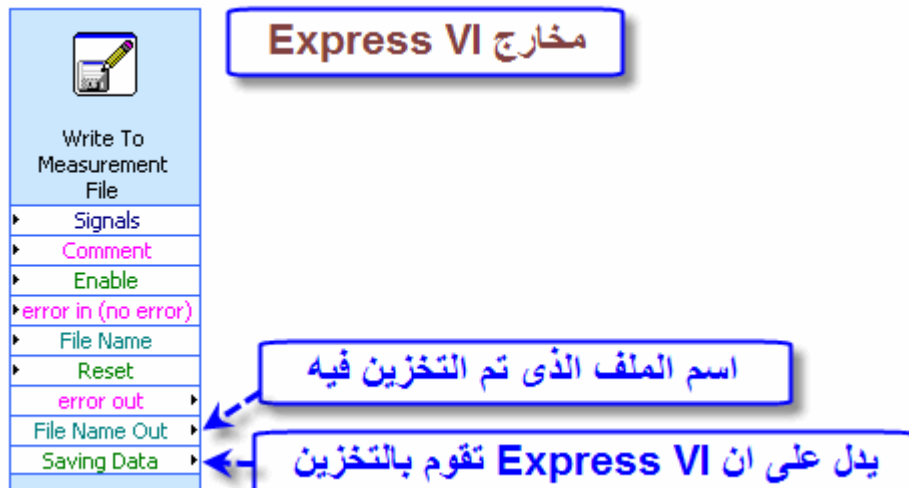 مخارج Express VI
Write To
Measurement
File
Signals
Comment
Enable
error in (no error)
File Name
Reset
error out
File Name Out
Saving Data
اسم الملف الذى تم التخزين فيه
يدل على ان Express VI تقوم بالتخزين